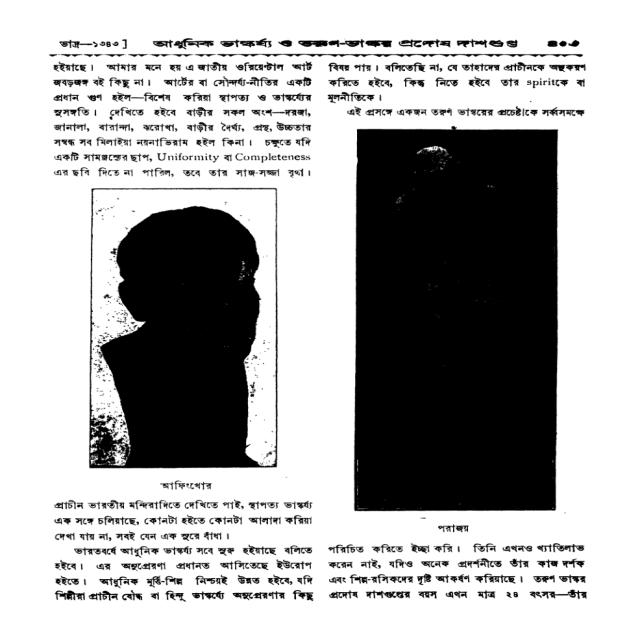 ভাদ্র—১৩৪৩ ] আধুনিক ভাস্কর্য্য ও তরুণ-ভাস্কর প্রদোষ দাশগুপ্ত ৪০৩
হইয়াছে। আমার মনে হয় এ জাতীয় ওরিয়েন্টাল আর্ট
জবড়জঙ্গ বই কিছু না। আর্টের বা সৌন্দর্য্য-নীতির একটি
প্রধান গুণ হইল—বিশেষ করিয়া স্থাপত্য ও ভাস্কর্য্যের
সুসঙ্গতি। দেখিতে হইবে বাড়ীর সকল অংশ—দরজা,
জানালা, বারান্দা, ঝরোখা, বাড়ীর দৈর্ঘ্য, প্রস্থ, উচ্চতার
সম্বন্ধ সব মিলাইয়া নয়নাভিরাম হইল কিনা। চক্ষুতে যদি
একটি সামঞ্জস্যের ছাপ, Uniformity বা Completeness
এর ছবি দিতে না পারিল, তবে তার সাজ-সজ্জা বৃথা।
আফিংখোর
প্রাচীন ভারতীয় মন্দিরাদিতে দেখিতে পাই, স্থাপত্য ভাস্কর্য্য
এক সঙ্গে চলিয়াছে, কোনটা হইতে কোনটা আলাদা করিয়া
দেখা যায় না, সবই যেন এক সুরে বাঁধা।
ভারতবর্ষে আধুনিক ভাস্কর্য্য সবে সুরু হইয়াছে বলিতে
হইবে। এর অনুপ্রেরণা প্রধানত আসিতেছে ইউরোপ
হইতে। আধুনিক মূর্ত্তি-শিল্প নিশ্চয়ই উন্নত হইবে, যদি
শিল্পীরা প্রাচীন বৌদ্ধ বা হিন্দু ভাস্কর্য্যে অনুপ্রেরণার কিছু
বিষয় পায়। বলিতেছি না, যে তাহাদের প্রাচীনকে অনুকরণ
করিতে হইবে, কিন্তু নিতে হইবে তার spiritকে বা
মূলনীতিকে।
এই প্রসঙ্গে একজন তরুণ ভাস্করের প্রচেষ্টাকে সর্ব্বসমক্ষে
পরাজয়
পরিচিত করিতে ইচ্ছা করি। তিনি এখনও খ্যাতিলাভ
করেন নাই, যদিও অনেক প্রদর্শনীতে তাঁর কাজ দর্শক
এবং শিল্প-রসিকদের দৃষ্টি আকর্ষণ করিয়াছে। তরুণ ভাস্কর
প্রদোষ দাশগুপ্তের বয়স এখন মাত্র ২৪ বৎসর—তাঁর